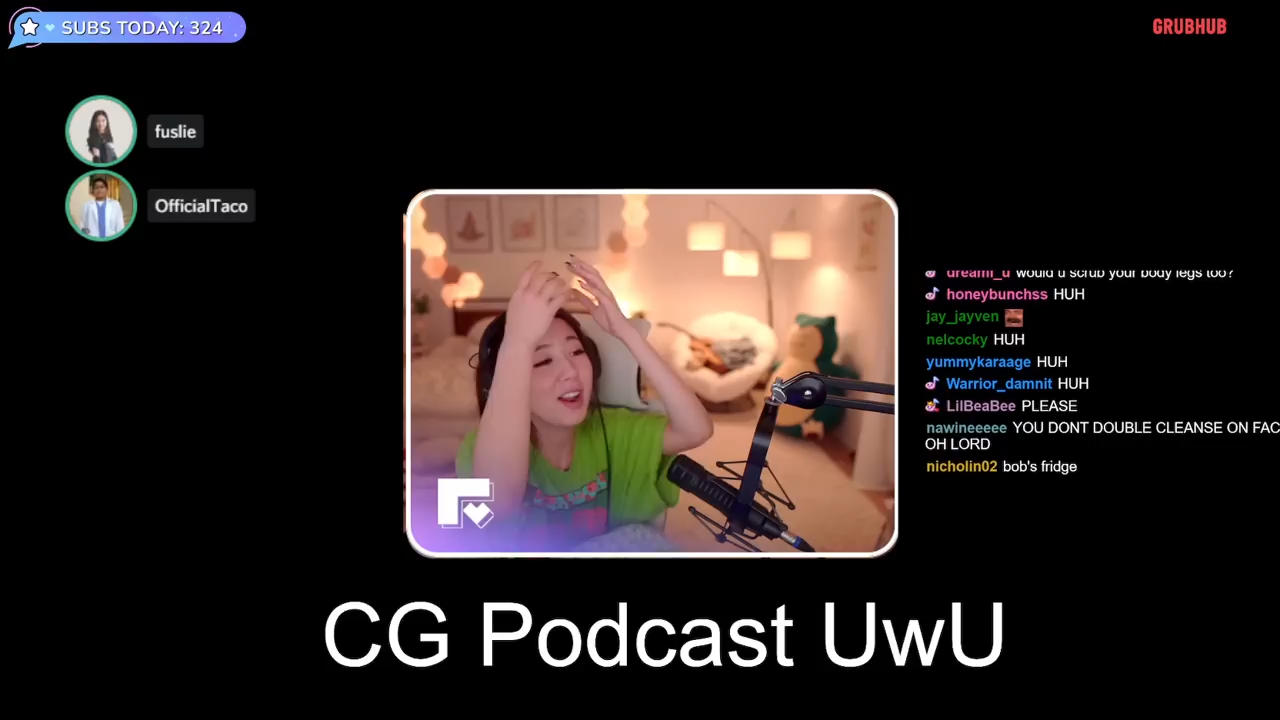 SUBS TODAY: 324
GRUBHUB
fuslie
OfficialTaco
dreami_u would u scrub your body legs too?
honeybunchss HUH
jay_jayven
nelcocky HUH
yummykaraage HUH
Warrior_damnit HUH
LilBeaBee PLEASE
nawineeeee YOU DONT DOUBLE CLEANSE ON FAC
OH LORD
nicholin02 bob's fridge
CG Podcast UwU